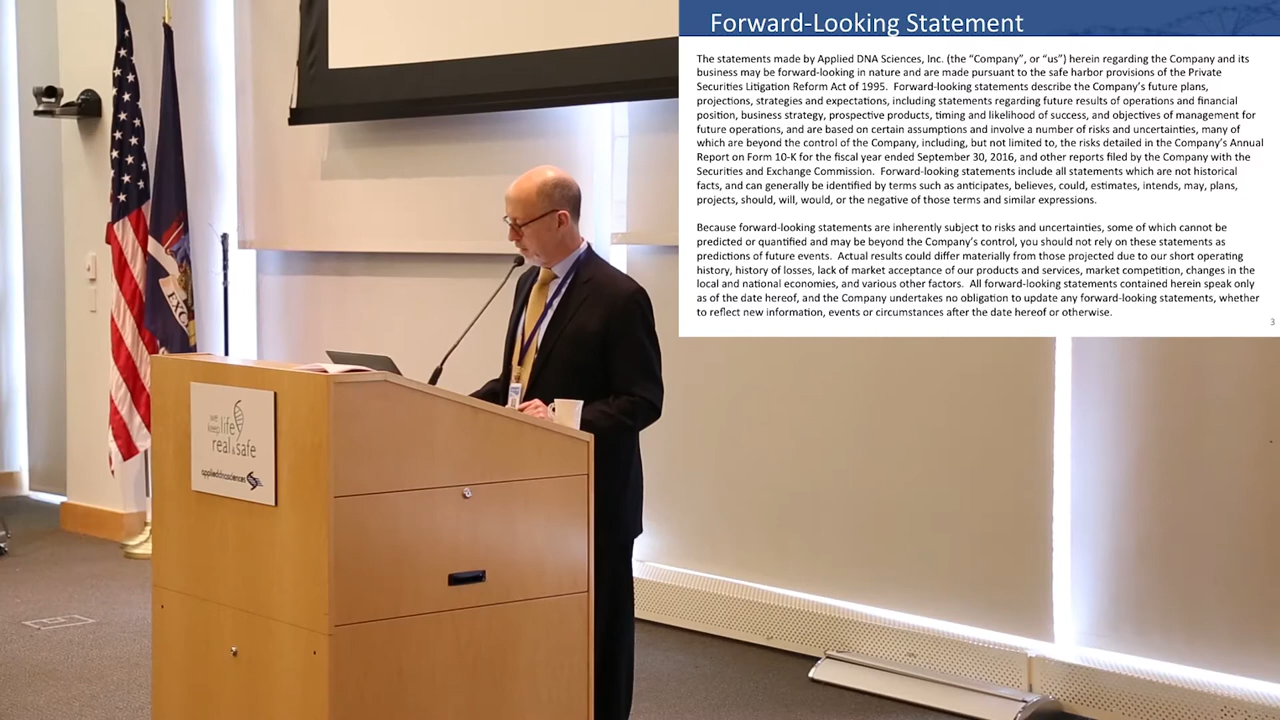 Forward-Looking Statement
The statements made by Applied DNA Sciences, Inc. (the “Company”, or “us”) herein regarding the Company and its
business may be forward-looking in nature and are made pursuant to the safe harbor provisions of the Private
Securities Litigation Reform Act of 1995.  Forward-looking statements describe the Company’s future plans,
projections, strategies and expectations, including statements regarding future results of operations and financial
position, business strategy, prospective products, timing and likelihood of success, and objectives of management for
future operations, and are based on certain assumptions and involve a number of risks and uncertainties, many of
which are beyond the control of the Company, including, but not limited to, the risks detailed in the Company’s Annual
Report on Form 10-K for the fiscal year ended September 30, 2016, and other reports filed by the Company with the
Securities and Exchange Commission.  Forward-looking statements include all statements which are not historical
facts, and can generally be identified by terms such as anticipates, believes, could, estimates, intends, may, plans,
projects, should, will, would, or the negative of those terms and similar expressions.
Because forward-looking statements are inherently subject to risks and uncertainties, some of which cannot be
predicted or quantified and may be beyond the Company’s control, you should not rely on these statements as
predictions of future events.  Actual results could differ materially from those projected due to our short operating
history, history of losses, lack of market acceptance of our products and services, market competition, changes in the
local and national economies, and various other factors.  All forward-looking statements contained herein speak only
as of the date hereof, and the Company undertakes no obligation to update any forward-looking statements, whether
to reflect new information, events or circumstances after the date hereof or otherwise.
3
EXC
we
keep life
real & safe
applieddnasciences